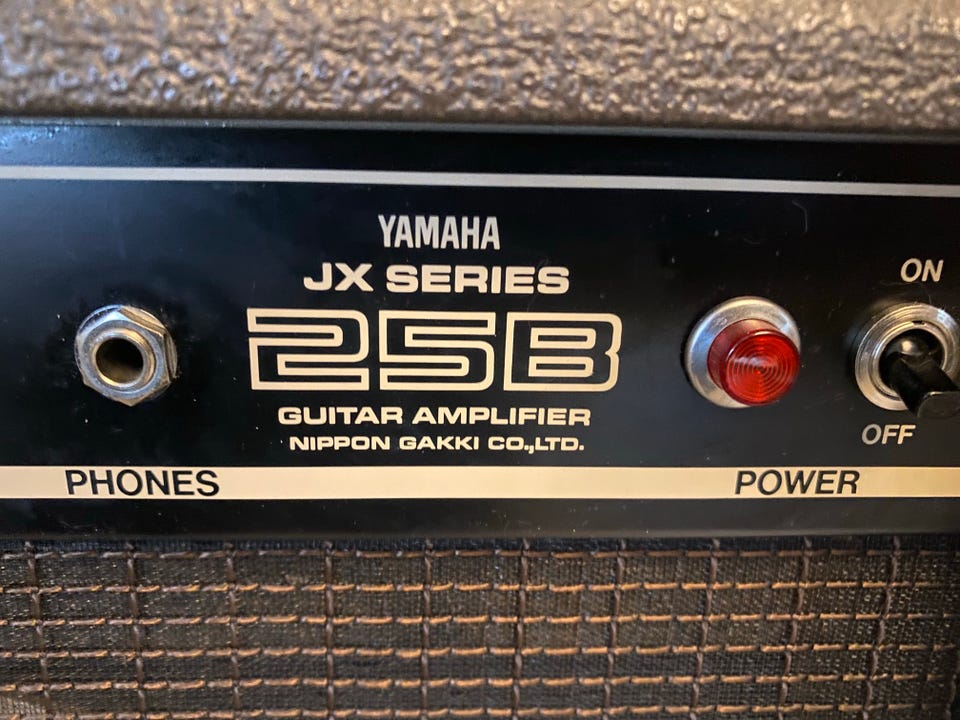 YAMAHA
JX SERIES
25B
GUITAR AMPLIFIER
NIPPON GAKKI CO.,LTD.
ON
OFF
PHONES
POWER